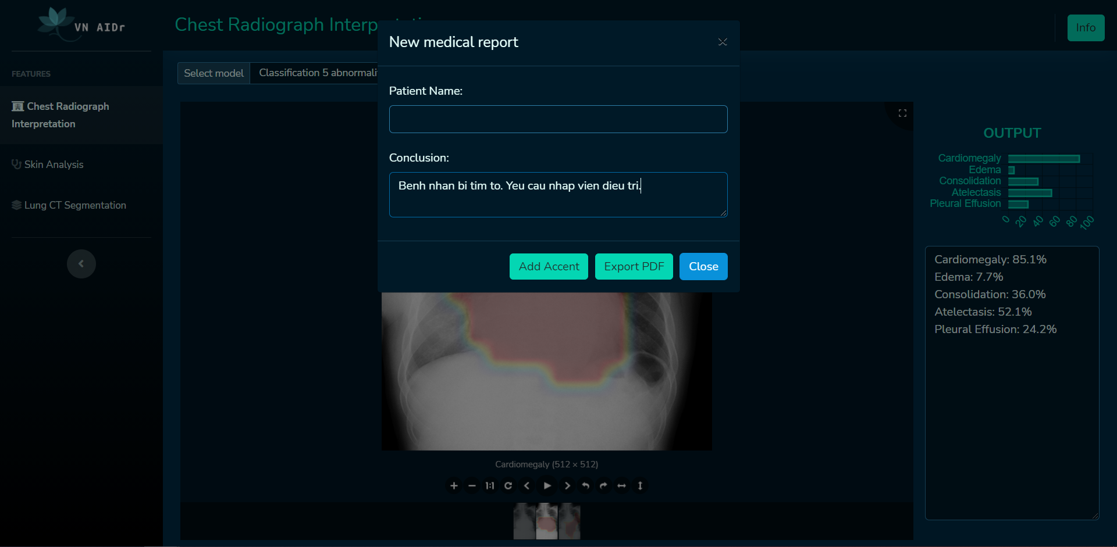 VN AIDr
Chest Radiograph Interpretati
Info
FEATURES
Chest Radiograph
Interpretation
Skin Analysis
Lung CT Segmentation
Select model
Classification 5 abnormali
New medical report
Patient Name:
Conclusion:
Benh nhan bi tim to. Yeu cau nhap vien dieu tri.
Add Accent
Export PDF
Close
Cardiomegaly (512 × 512)
1:1
OUTPUT
Cardiomegaly
Edema
Consolidation
Atelectasis
Pleural Effusion
0 20 40 60 80 100
Cardiomegaly: 85.1%
Edema: 7.7%
Consolidation: 36.0%
Atelectasis: 52.1%
Pleural Effusion: 24.2%